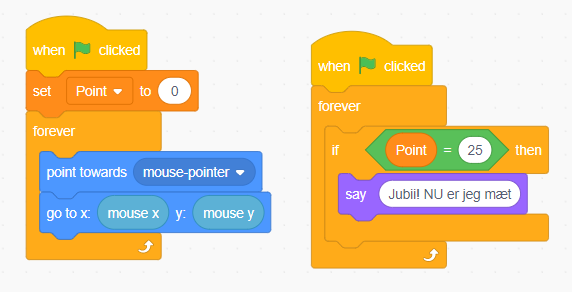 when clicked
set Point to 0
forever
point towards mouse-pointer
go to x: mouse x y: mouse y
when clicked
forever
if Point = 25 then
say Jubii! NU er jeg mæt